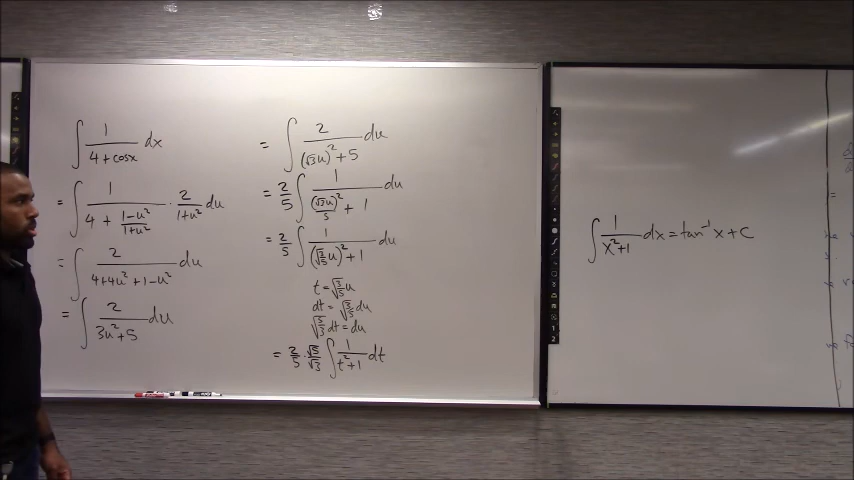 ∫ 1/(4+cosx) dx
= ∫ 1/(4 + (1-u²)/(1+u²)) · 2/(1+u²) du
= ∫ 2/(4+4u²+1-u²) du
= ∫ 2/(3u²+5) du
= ∫ 2/((√3u)²+5) du
= 2/5 ∫ 1/((√3u)²/5 + 1) du
= 2/5 ∫ 1/((√(3/5)u)²+1) du
t = √(3/5)u
dt = √(3/5)du
√(5/3)dt = du
= 2/5 · √5/√3 ∫ 1/(t²+1) dt
∫ 1/(x²+1) dx = tan⁻¹x + C